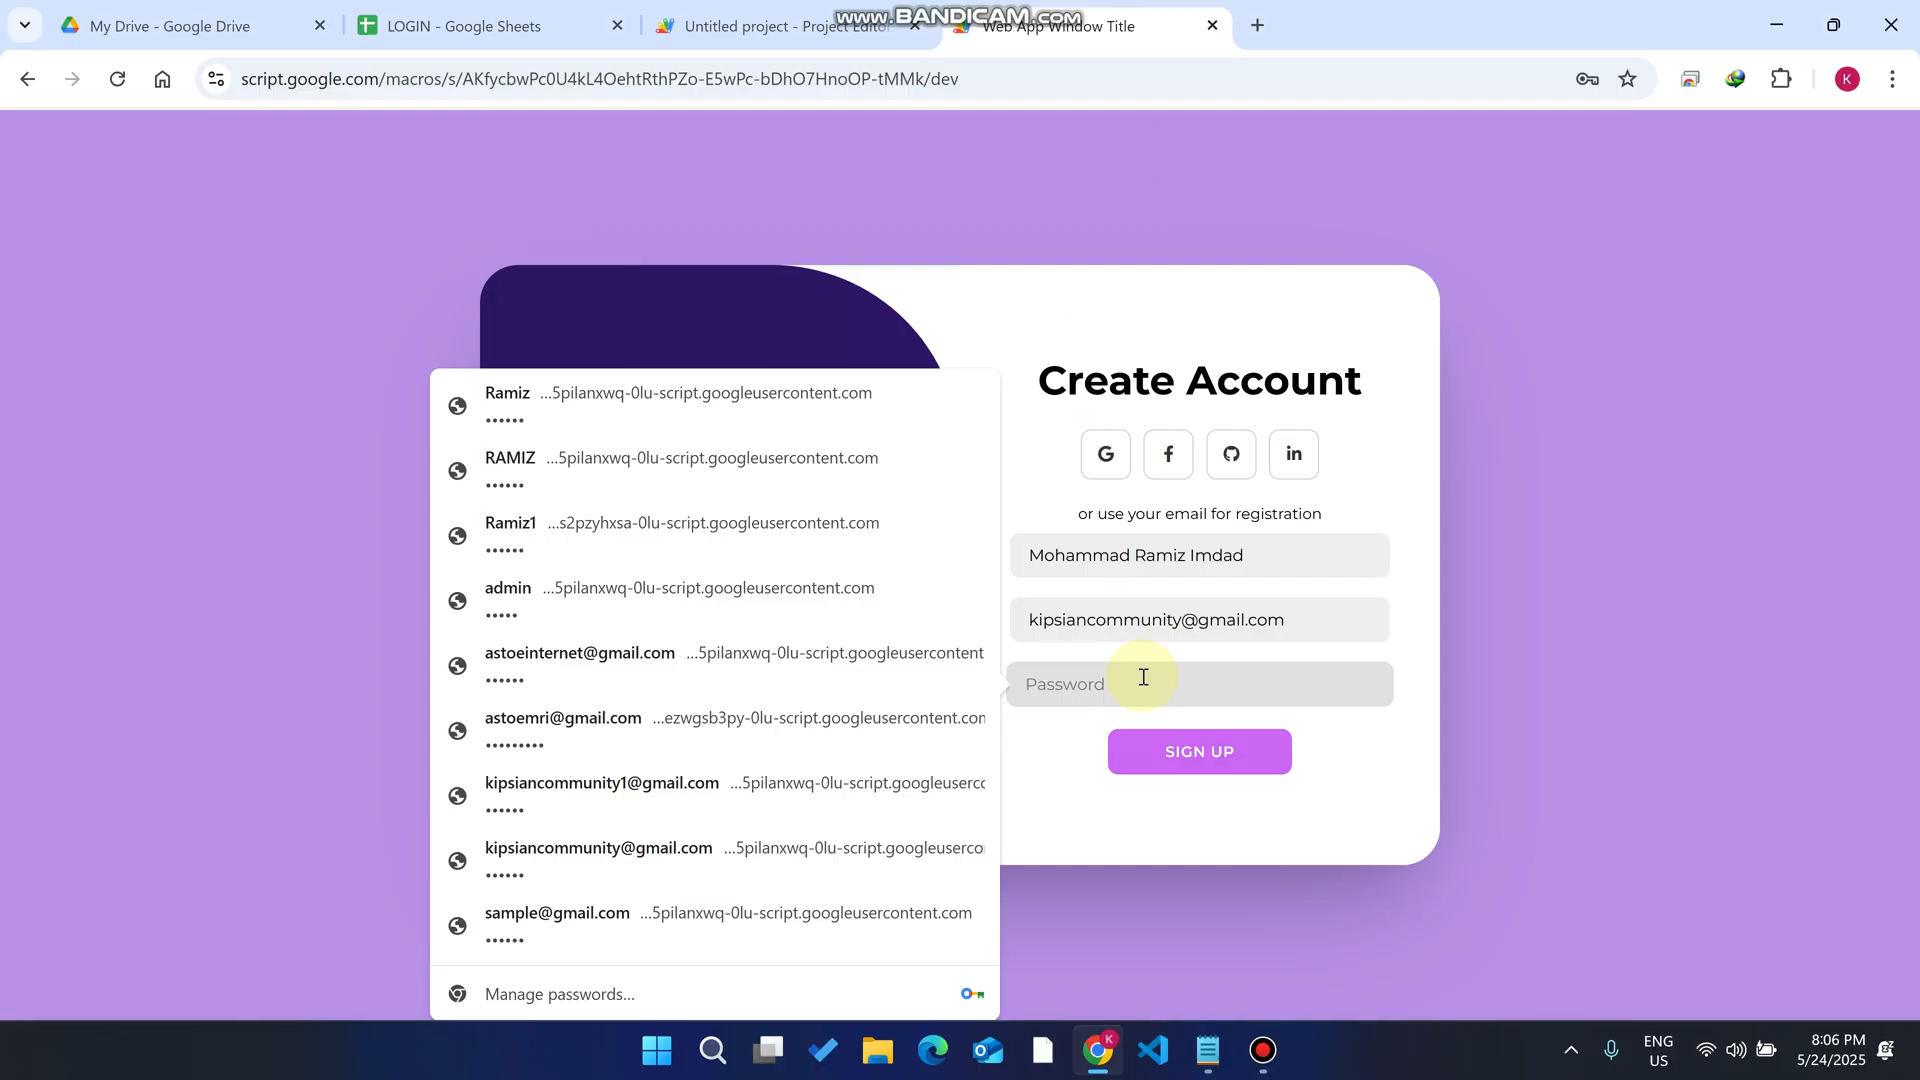 www.BANDICAM.com
My Drive - Google Drive
LOGIN - Google Sheets
Untitled project - Project Editor
Web App Window Title
script.google.com/macros/s/AKfycbwPc0U4kL4OehtRthPZo-E5wPc-bDhO7HnoOP-tMMk/dev
K
Create Account
G f in
or use your email for registration
Mohammad Ramiz Imdad
kipsiancommunity@gmail.com
Password
SIGN UP
Ramiz ...5pilanxwq-0lu-script.googleusercontent.com
••••••
RAMIZ ...5pilanxwq-0lu-script.googleusercontent.com
••••••
Ramiz1 ...s2pzyhxsa-0lu-script.googleusercontent.com
••••••
admin ...5pilanxwq-0lu-script.googleusercontent.com
•••••
astoeinternet@gmail.com ...5pilanxwq-0lu-script.googleusercontent
••••••
astoemri@gmail.com ...ezwgsb3py-0lu-script.googleusercontent.con
•••••••••
kipsiancommunity1@gmail.com ...5pilanxwq-0lu-script.googleuserco
••••••
kipsiancommunity@gmail.com ...5pilanxwq-0lu-script.googleuserco
••••••
sample@gmail.com ...5pilanxwq-0lu-script.googleusercontent.com
••••••
Manage passwords...
K
ENG
US
8:06 PM
5/24/2025